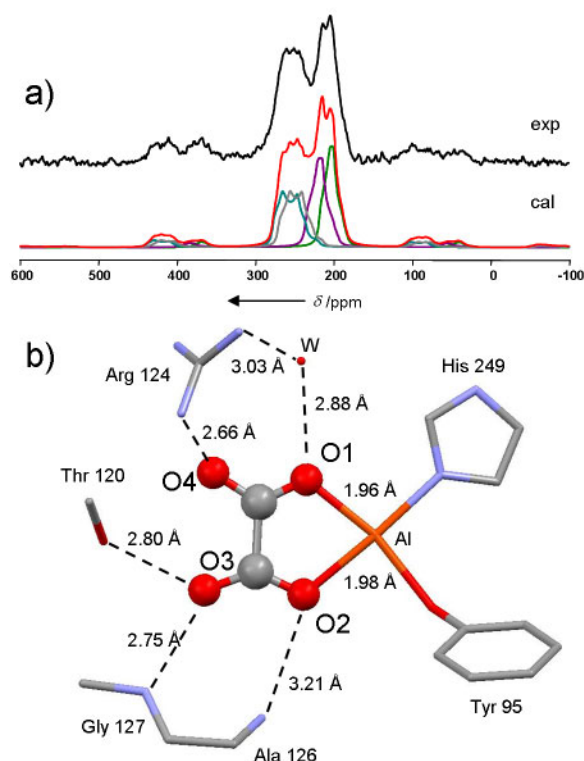 a)
exp
cal
600 500 400 300 200 100 0 -100
δ /ppm
b)
W
His 249
Arg 124
3.03 Å
2.88 Å
2.66 Å
O1
O4
1.96 Å
Thr 120
Al
2.80 Å
O3
1.98 Å
O2
2.75 Å
3.21 Å
Tyr 95
Gly 127
Ala 126